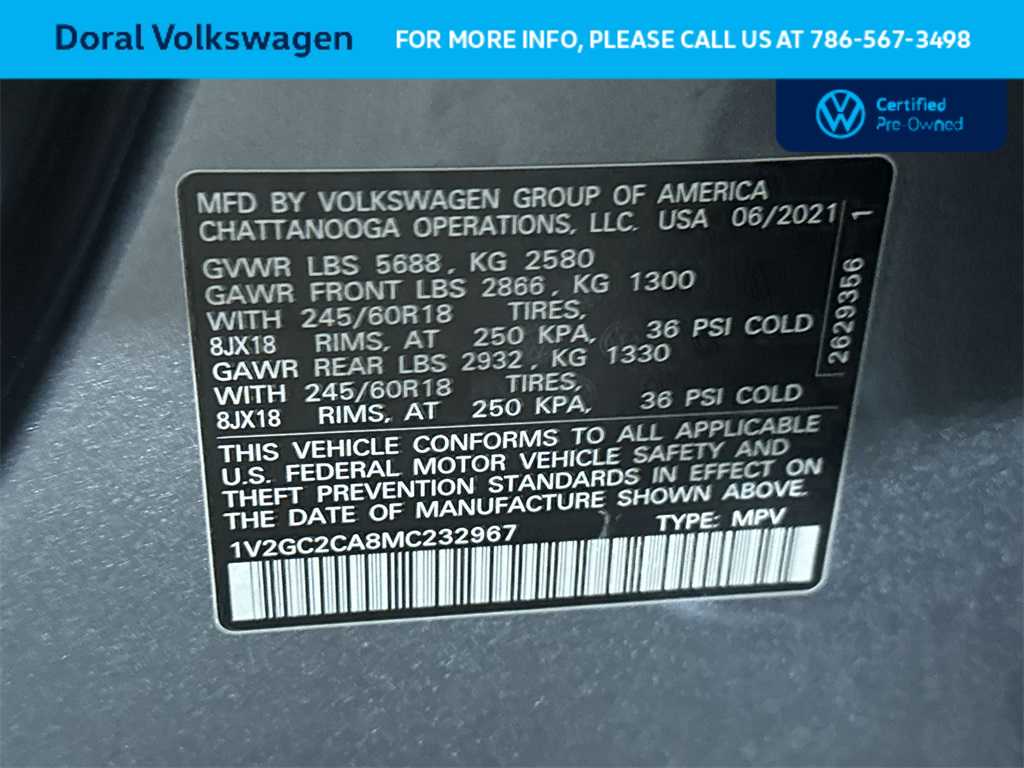 Doral Volkswagen
FOR MORE INFO, PLEASE CALL US AT 786-567-3498
Certified
Pre-Owned
MFD BY VOLKSWAGEN GROUP OF AMERICA
CHATTANOOGA OPERATIONS, LLC. USA 06/2021
GVWR LBS 5688, KG 2580
GAWR FRONT LBS 2866, KG 1300
WITH 245/60R18 TIRES,
8JX18 RIMS, AT 250 KPA, 36 PSI COLD
GAWR REAR LBS 2932, KG 1330
WITH 245/60R18 TIRES,
8JX18 RIMS, AT 250 KPA, 36 PSI COLD
2629356 1
THIS VEHICLE CONFORMS TO ALL APPLICABLE
U.S. FEDERAL MOTOR VEHICLE SAFETY AND
THEFT PREVENTION STANDARDS IN EFFECT ON
THE DATE OF MANUFACTURE SHOWN ABOVE.
1V2GC2CA8MC232967 TYPE: MPV